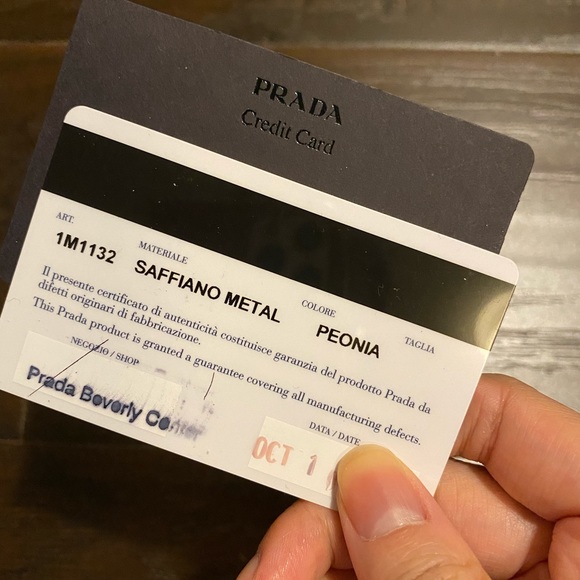 PRADA
Credit Card
ART.
1M1132
MATERIALE
SAFFIANO METAL
COLORE
PEONIA
TAGLIA
Il presente certificato di autenticità costituisce garanzia del prodotto Prada da
difetti originari di fabbricazione.
This Prada product is granted a guarantee covering all manufacturing defects.
NEGOZIO / SHOP
Prada Beverly Center
DATA / DATE
OCT 1